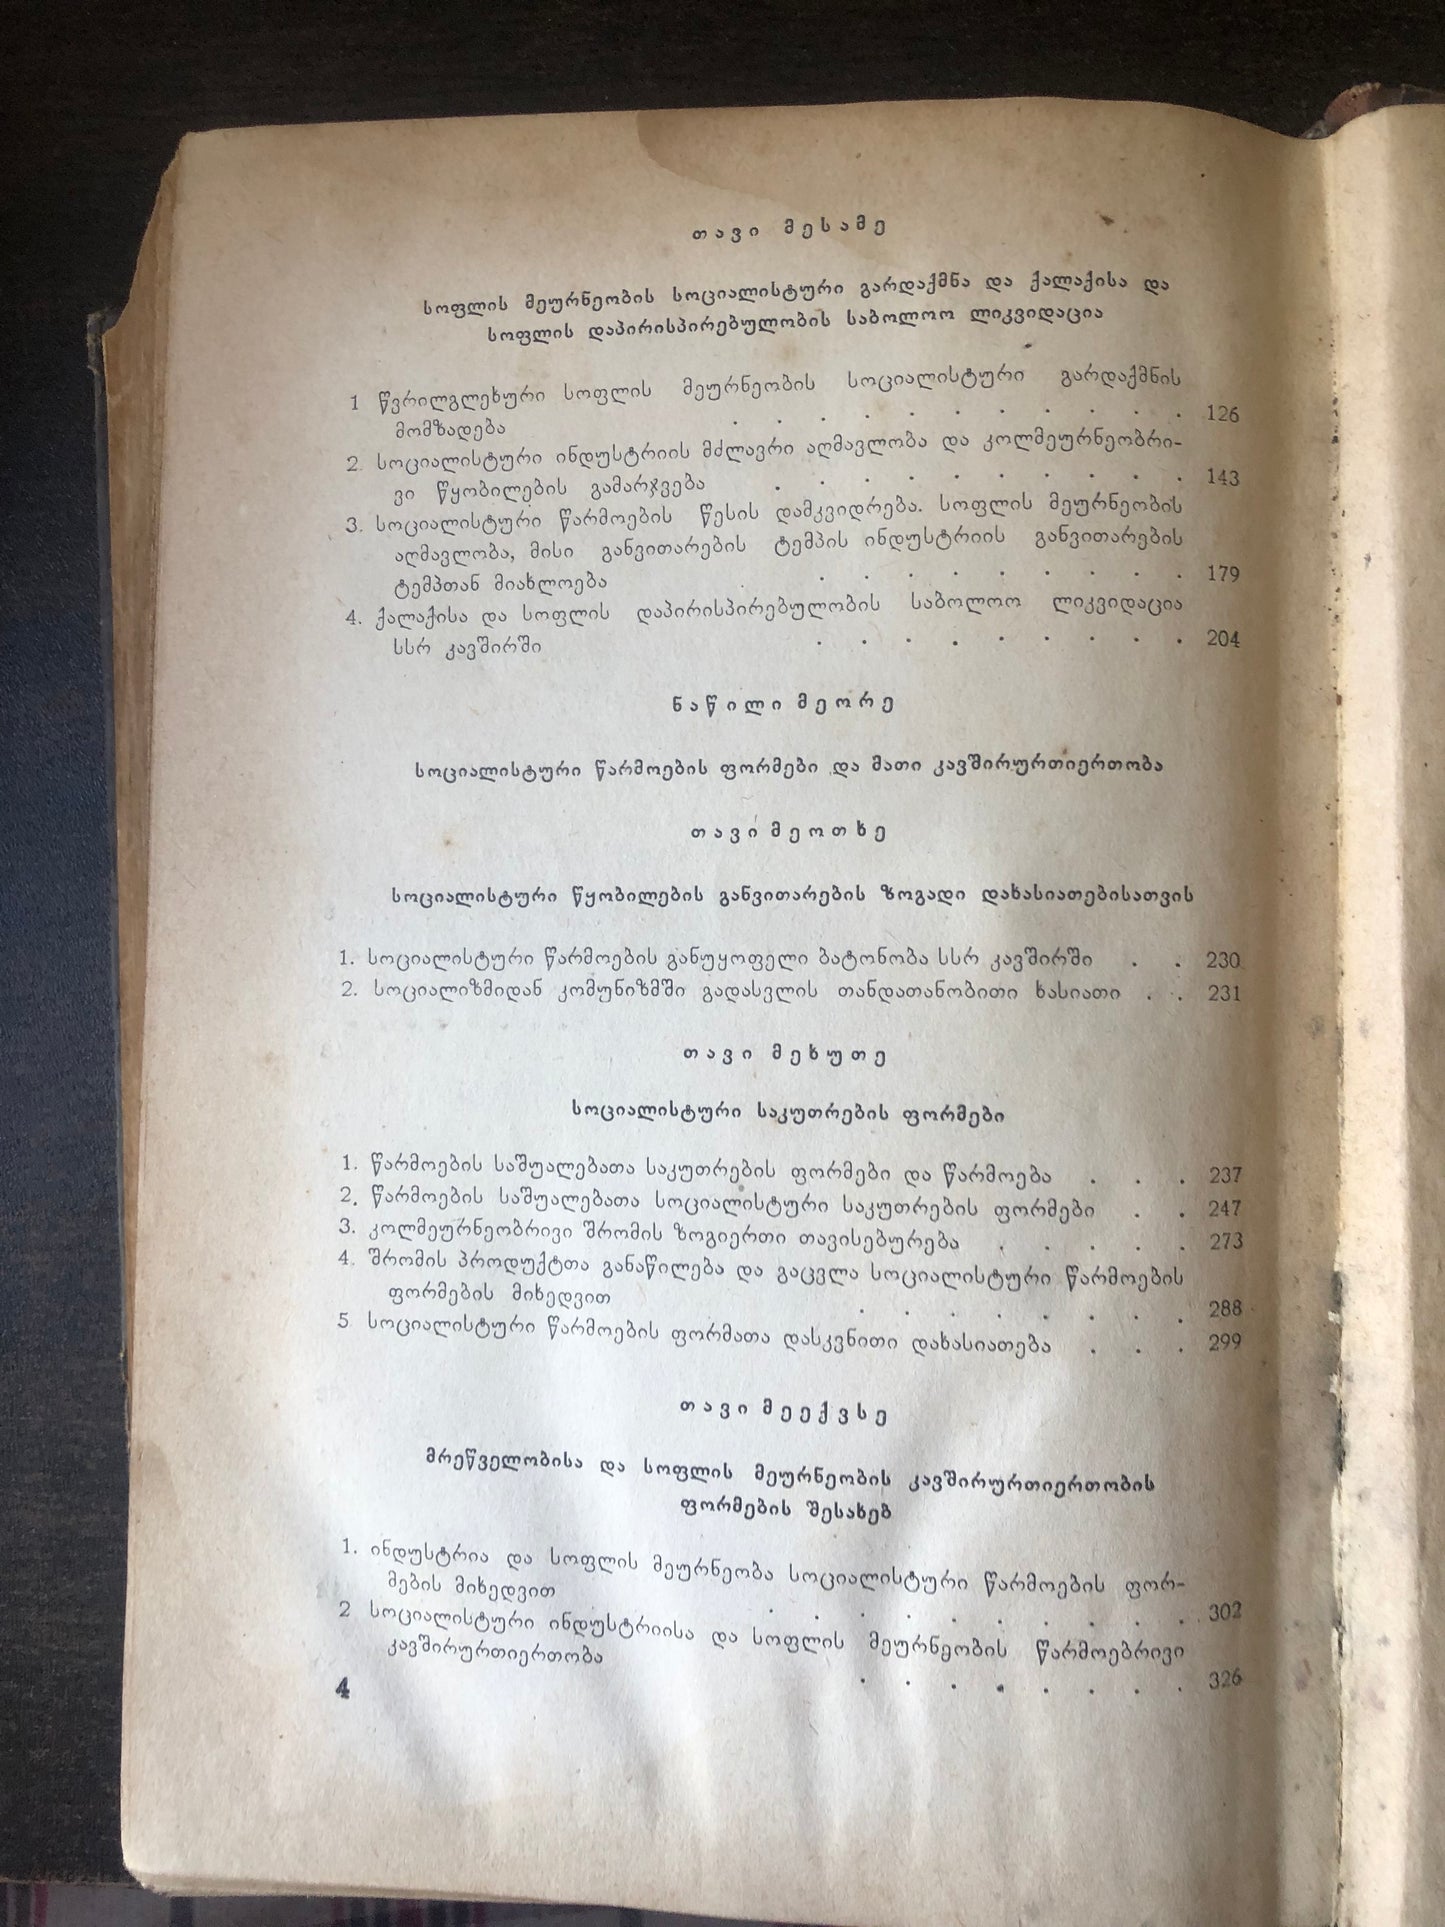 თავი მესამე
სოფლის მეურნეობის სოციალისტური გარდაქმნა და ქალაქისა და
სოფლის დაპირისპირებულობის საბოლოო ლიკვიდაცია
1 წვრილგლეხური სოფლის მეურნეობის სოციალისტური გარდაქმნის
მომზადება . . . . . . . . . . . 126
2. სოციალისტური ინდუსტრიის მძლავრი აღმავლობა და კოლმეურნეობრი-
ვი წყობილების გამარჯვება . . . . . . . . . . 143
3. სოციალისტური წარმოების წესის დამკვიდრება. სოფლის მეურნეობის
აღმავლობა, მისი განვითარების ტემპის ინდუსტრიის განვითარების
ტემპთან მიახლოება . . . . . . . . . 179
4. ქალაქისა და სოფლის დაპირისპირებულობის საბოლოო ლიკვიდაცია
სსრ კავშირში . . . . . . . . . 204
ნაწილი მეორე
სოციალისტური წარმოების ფორმები და მათი კავშირურთიერთობა
თავი მეოთხე
სოციალისტური წყობილების განვითარების ზოგადი დახასიათებისათვის
1. სოციალისტური წარმოების განუყოფელი ბატონობა სსრ კავშირში . . 230
2. სოციალიზმიდან კომუნიზმში გადასვლის თანდათანობითი ხასიათი . . 231
თავი მეხუთე
სოციალისტური საკუთრების ფორმები
1. წარმოების საშუალებათა საკუთრების ფორმები და წარმოება . . . 237
2. წარმოების საშუალებათა სოციალისტური საკუთრების ფორმები . . 247
3. კოლმეურნეობრივი შრომის ზოგიერთი თავისებურება . . . . . 273
4. შრომის პროდუქტთა განაწილება და გაცვლა სოციალისტური წარმოების
ფორმების მიხედვით . . . . . . . . 288
5 სოციალისტური წარმოების ფორმათა დასკვნითი დახასიათება . . . 299
თავი მეექვსე
მრეწველობისა და სოფლის მეურნეობის კავშირურთიერთობის
ფორმების შესახებ
1. ინდუსტრია და სოფლის მეურნეობა სოციალისტური წარმოების ფორ-
მების მიხედვით . . . . . . . . . . 302
2 სოციალისტური ინდუსტრიისა და სოფლის მეურნეობის წარმოებრივი
კავშირურთიერთობა . . . . . . . . 326
4